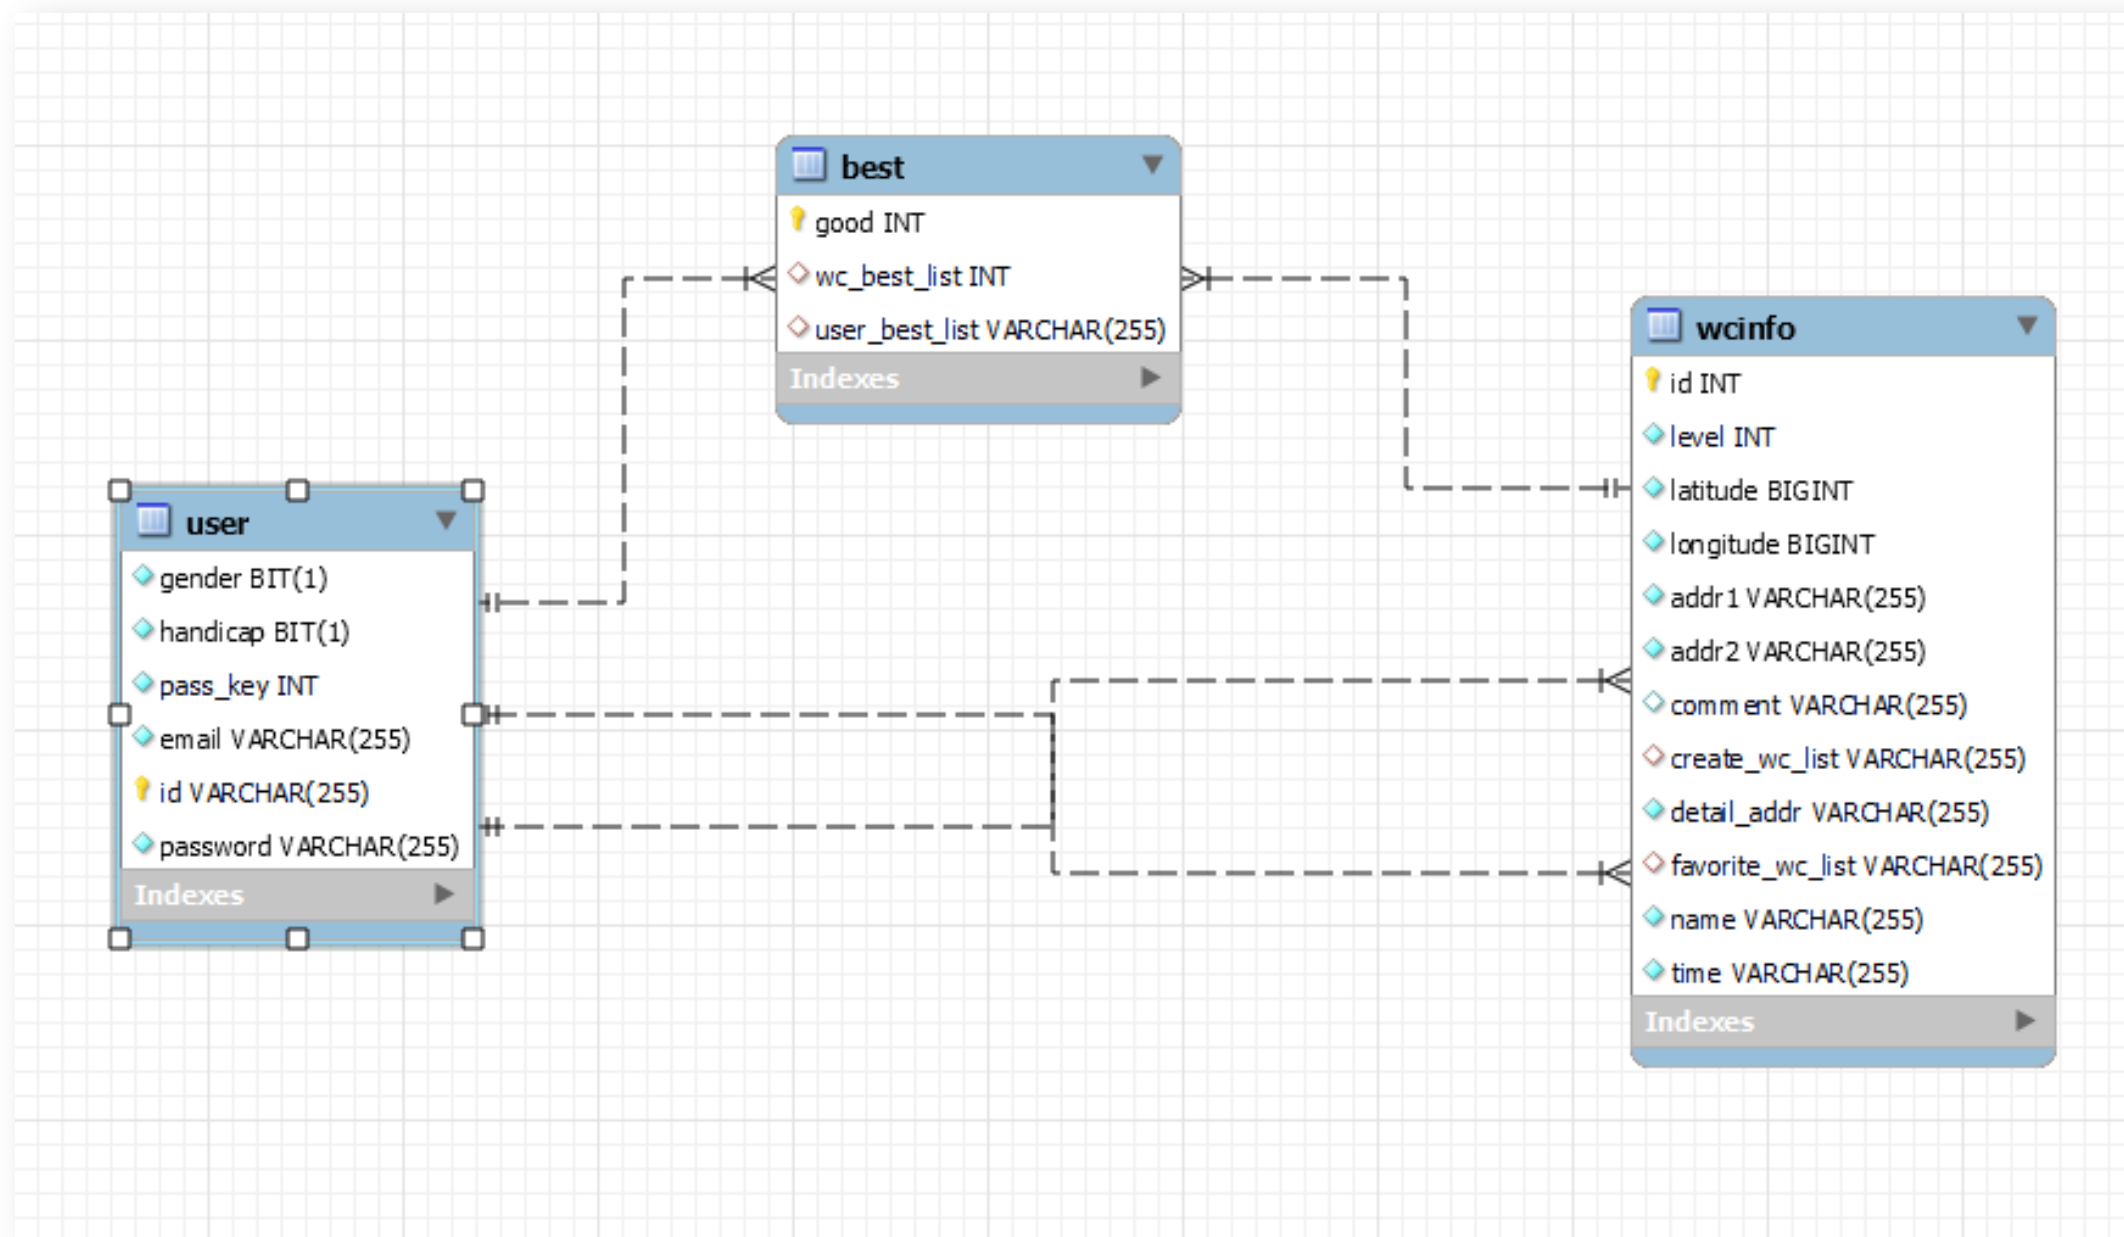 best
good INT
wc_best_list INT
user_best_list VARCHAR(255)
Indexes
user
gender BIT(1)
handicap BIT(1)
pass_key INT
email VARCHAR(255)
id VARCHAR(255)
password VARCHAR(255)
Indexes
wcinfo
id INT
level INT
latitude BIGINT
longitude BIGINT
addr1 VARCHAR(255)
addr2 VARCHAR(255)
comment VARCHAR(255)
create_wc_list VARCHAR(255)
detail_addr VARCHAR(255)
favorite_wc_list VARCHAR(255)
name VARCHAR(255)
time VARCHAR(255)
Indexes